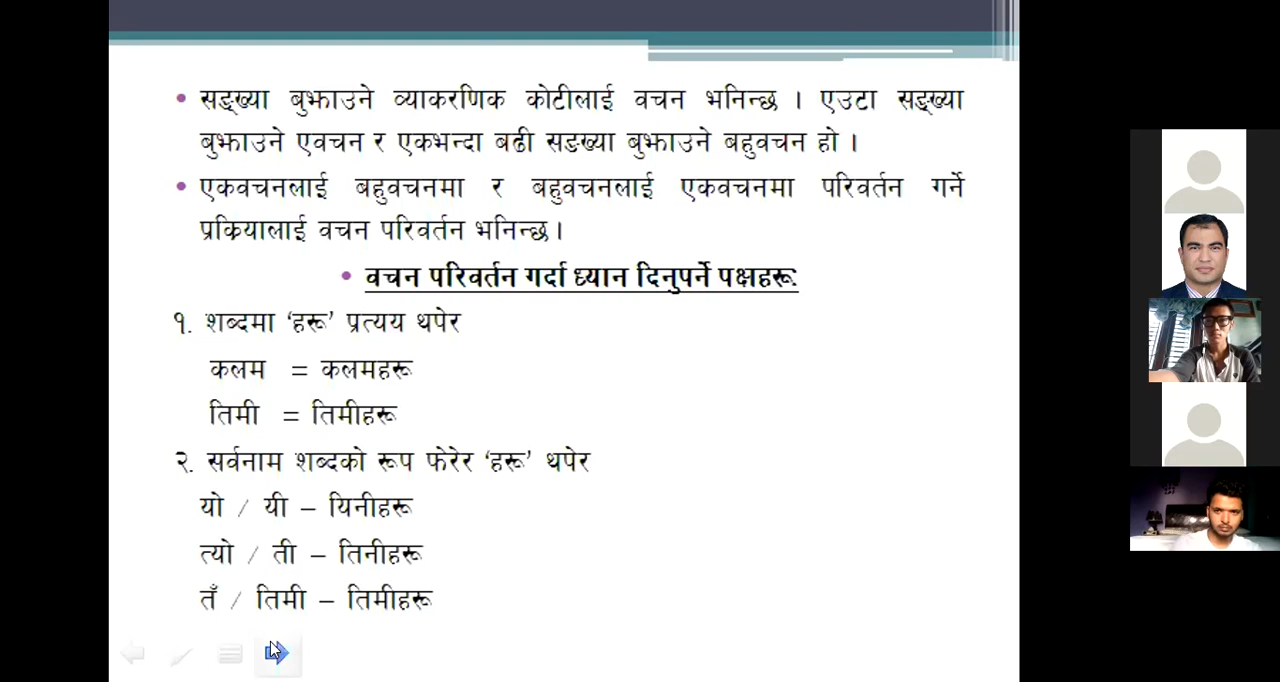 • सङ्ख्या बुझाउने व्याकरणिक कोटीलाई वचन भनिन्छ । एउटा सङ्ख्या
बुझाउने एवचन र एकभन्दा बढी सङख्या बुझाउने बहुवचन हो ।
• एकवचनलाई बहुवचनमा र बहुवचनलाई एकवचनमा परिवर्तन गर्ने
प्रक्रियालाई वचन परिवर्तन भनिन्छ ।
• वचन परिवर्तन गर्दा ध्यान दिनुपर्ने पक्षहरू
१. शब्दमा ‘हरू’ प्रत्यय थपेर
कलम = कलमहरू
तिमी = तिमीहरू
२. सर्वनाम शब्दको रूप फेरेर ‘हरू’ थपेर
यो / यी – यिनीहरू
त्यो / ती – तिनीहरू
तँ / तिमी – तिमीहरू